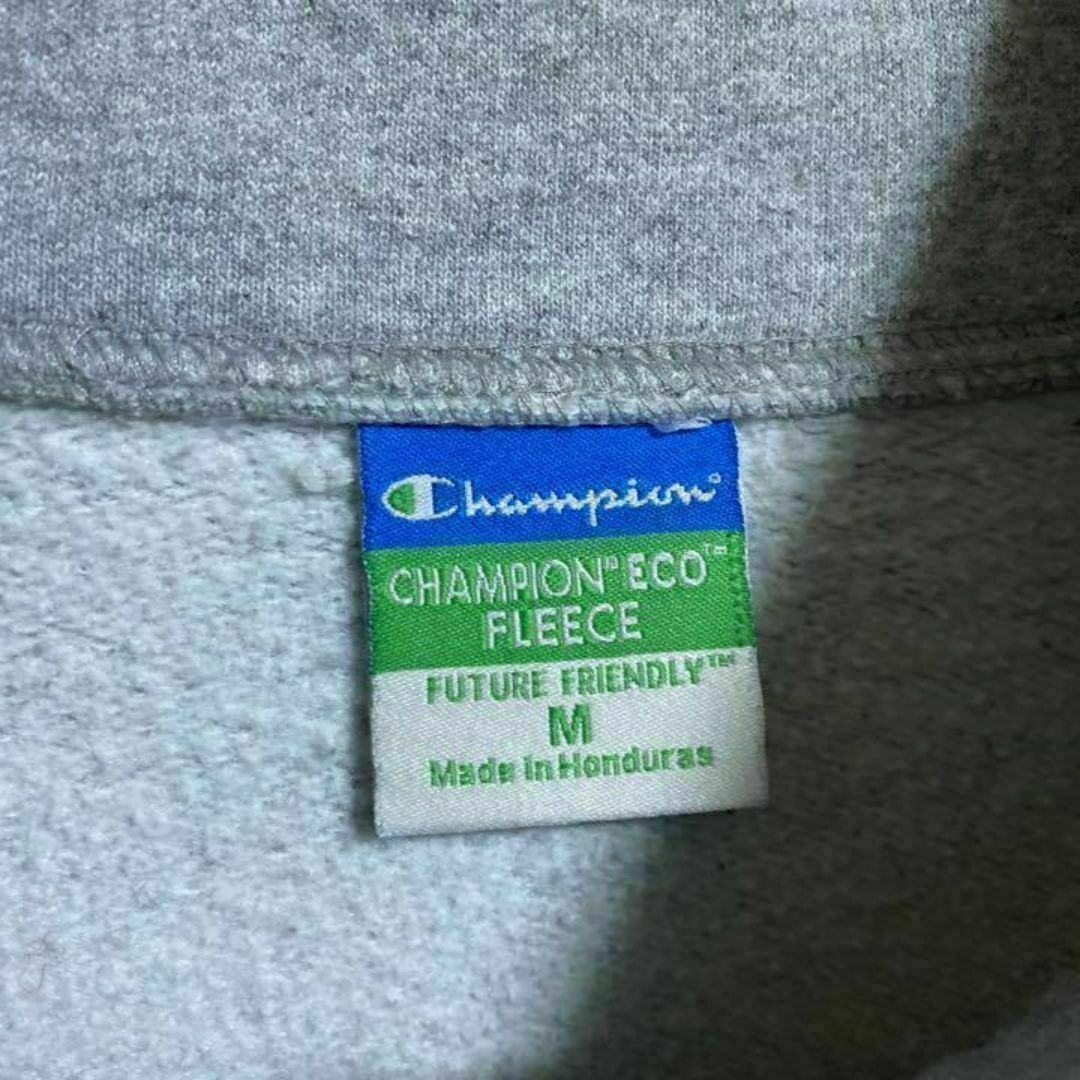 Champion®
CHAMPION® ECO™
FLEECE
FUTURE FRIENDLY™
M
Made In Honduras